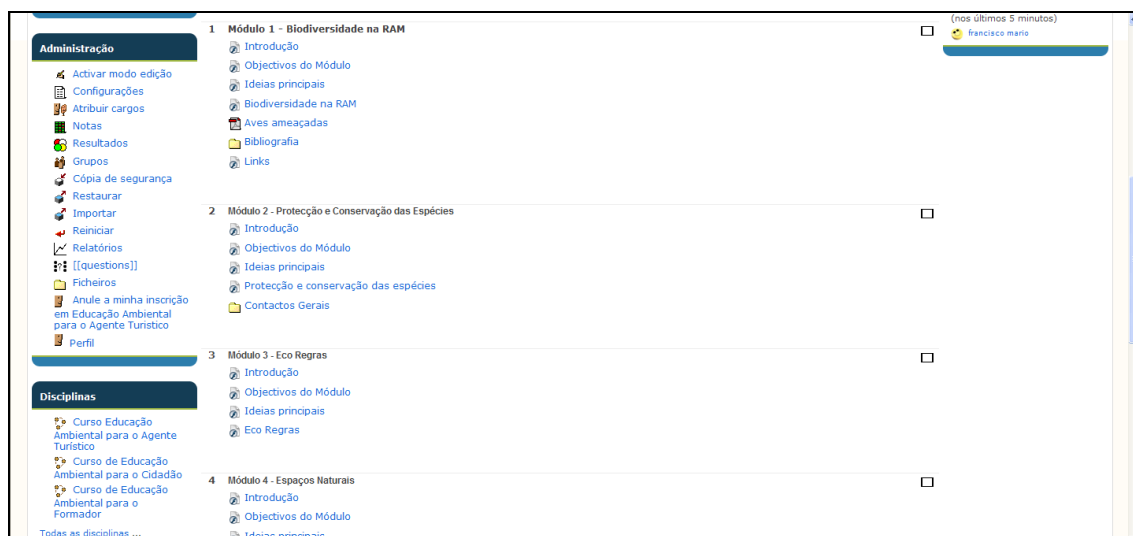 Administração
Activar modo edição
Configurações
Atribuir cargos
Notas
Resultados
Grupos
Cópia de segurança
Restaurar
Importar
Reiniciar
Relatórios
[[questions]]
Ficheiros
Anule a minha inscrição
em Educação Ambiental
para o Agente Turistico
Perfil
Disciplinas
Curso Educação
Ambiental para o Agente
Turístico
Curso de Educação
Ambiental para o Cidadão
Curso de Educação
Ambiental para o
Formador
Todas as disciplinas ...
1 Módulo 1 - Biodiversidade na RAM
Introdução
Objectivos do Módulo
Ideias principais
Biodiversidade na RAM
Aves ameaçadas
Bibliografia
Links
2 Módulo 2 - Protecção e Conservação das Espécies
Introdução
Objectivos do Módulo
Ideias principais
Protecção e conservação das espécies
Contactos Gerais
3 Módulo 3 - Eco Regras
Introdução
Objectivos do Módulo
Ideias principais
Eco Regras
4 Módulo 4 - Espaços Naturais
Introdução
Objectivos do Módulo
Ideias principais
(nos últimos 5 minutos)
francisco mario